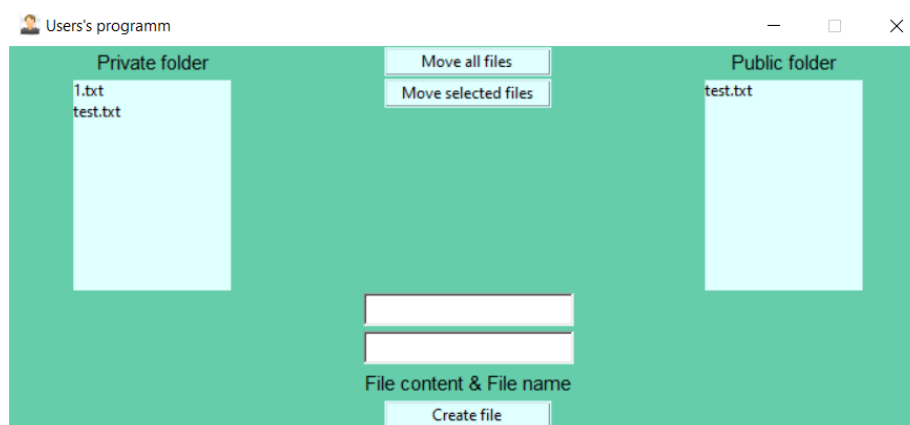 Users's programm
Private folder
Move all files
Public folder
1.txt
test.txt
Move selected files
test.txt
File content & File name
Create file